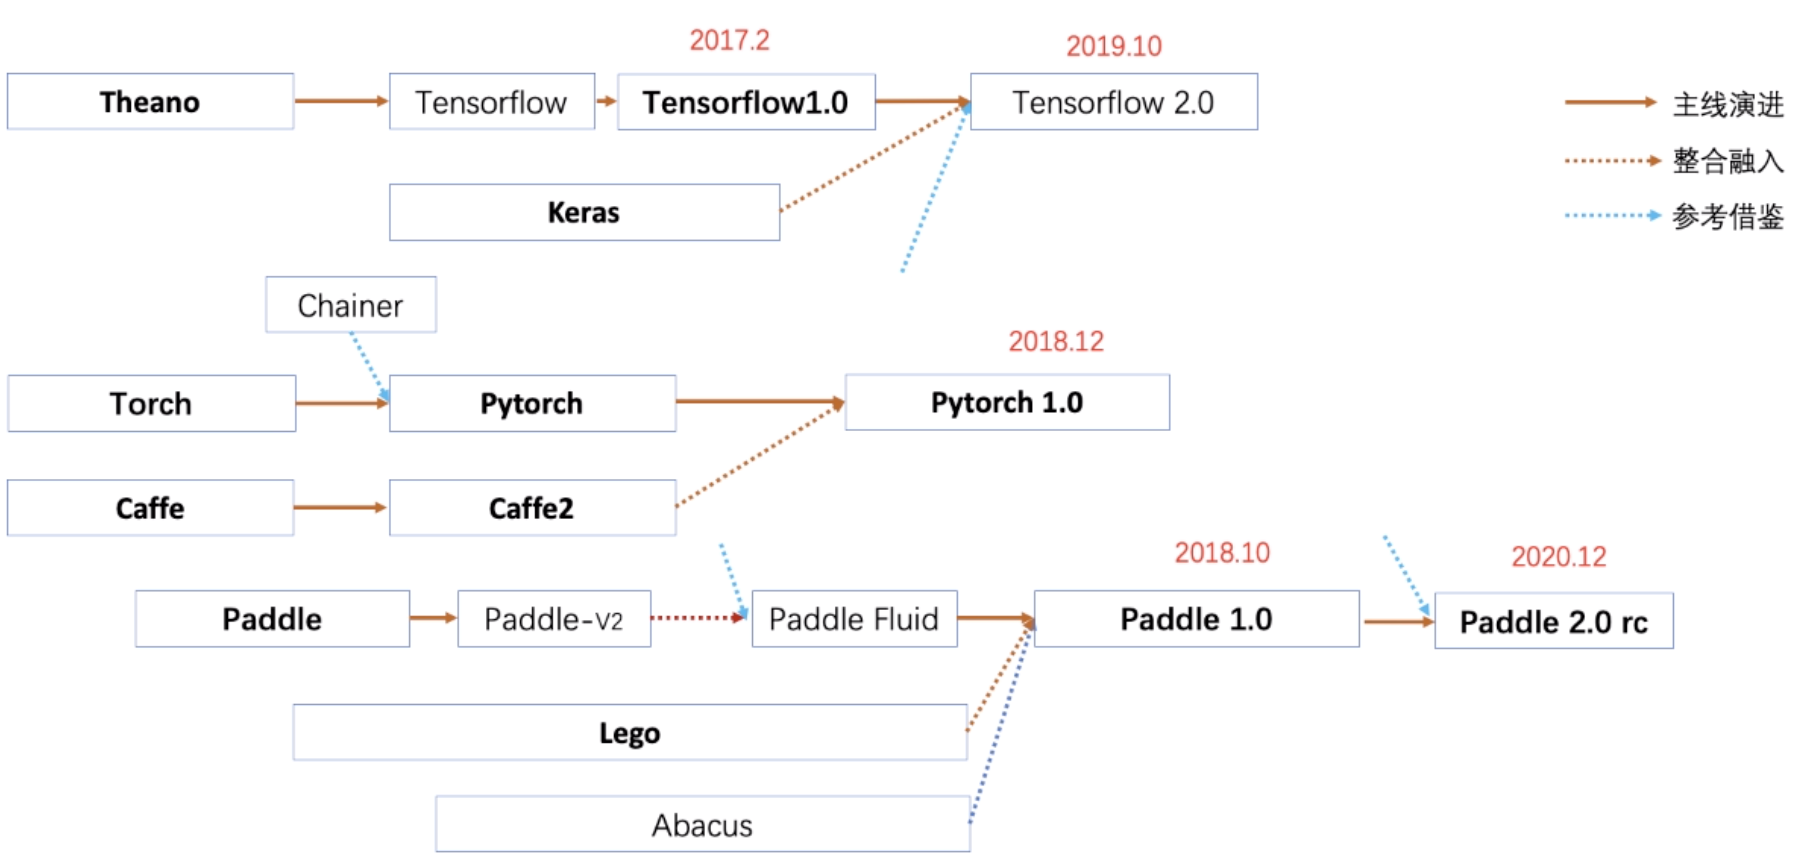 2017.2
2019.10
Theano
Tensorflow
Tensorflow1.0
Tensorflow 2.0
主线演进
整合融入
参考借鉴
Keras
Chainer
2018.12
Torch
Pytorch
Pytorch 1.0
Caffe
Caffe2
2018.10
2020.12
Paddle
Paddle-V2
Paddle Fluid
Paddle 1.0
Paddle 2.0 rc
Lego
Abacus